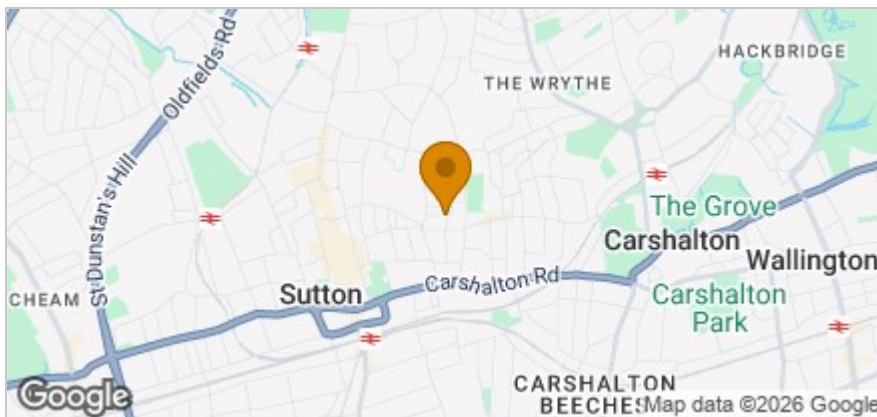 HACKBRIDGE
Oldfields Rd
THE WRYTHE
St Dunstan's Hill
The Grove
Carshalton
Wallington
Carshalton Rd
Sutton
CHEAM
Carshalton
Park
CARSHALTON
BEECHES
Google
Map data ©2026 Google